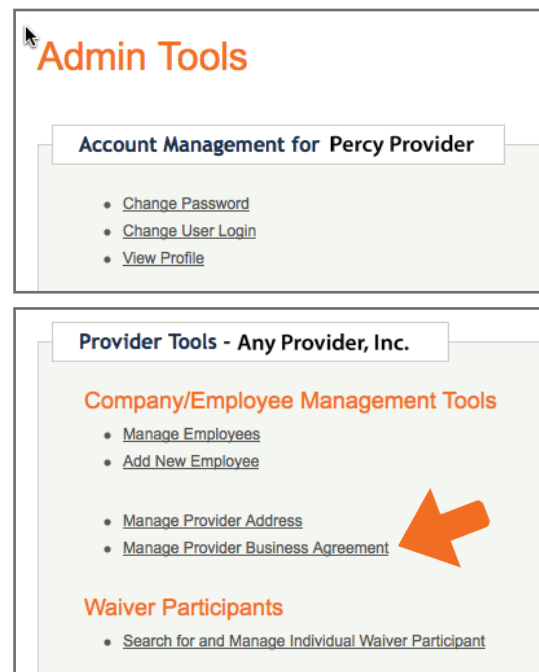 Admin Tools
Account Management for Percy Provider
Change Password
Change User Login
View Profile
Provider Tools - Any Provider, Inc.
Company/Employee Management Tools
Manage Employees
Add New Employee
Manage Provider Address
Manage Provider Business Agreement
Waiver Participants
Search for and Manage Individual Waiver Participant